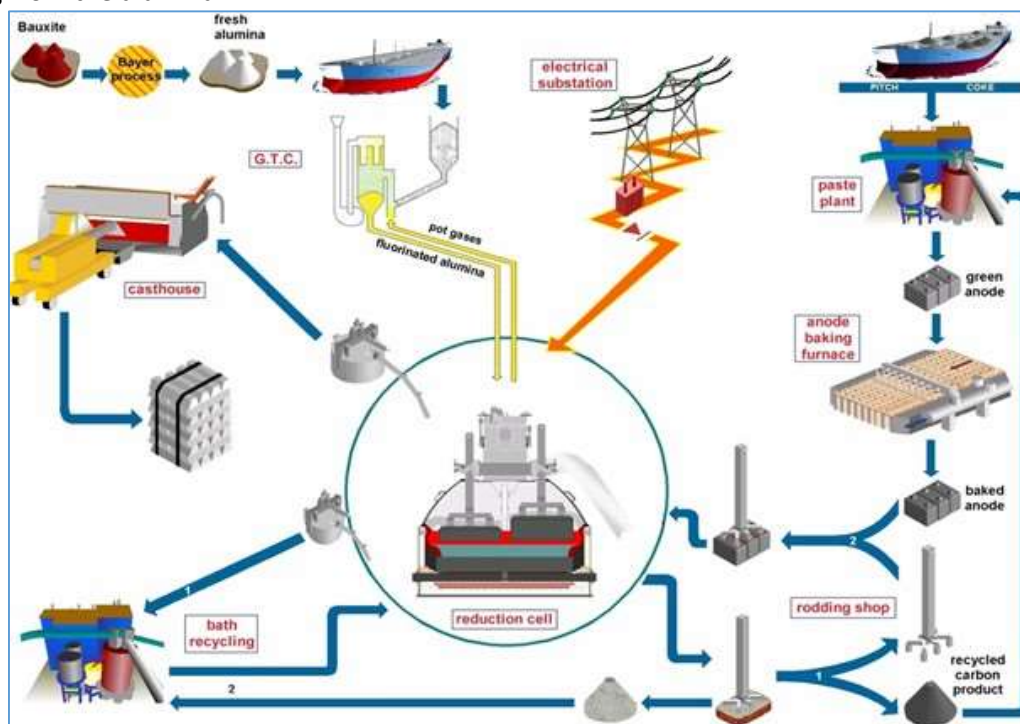 Bauxite
Bayer
process
fresh
alumina
electrical
substation
PITCH
COKE
G.T.C.
paste
plant
pot gases
fluorinated alumina
green
anode
casthouse
anode
baking
furnace
baked
anode
2
1
reduction cell
rodding shop
bath
recycling
1
recycled
carbon
product
2